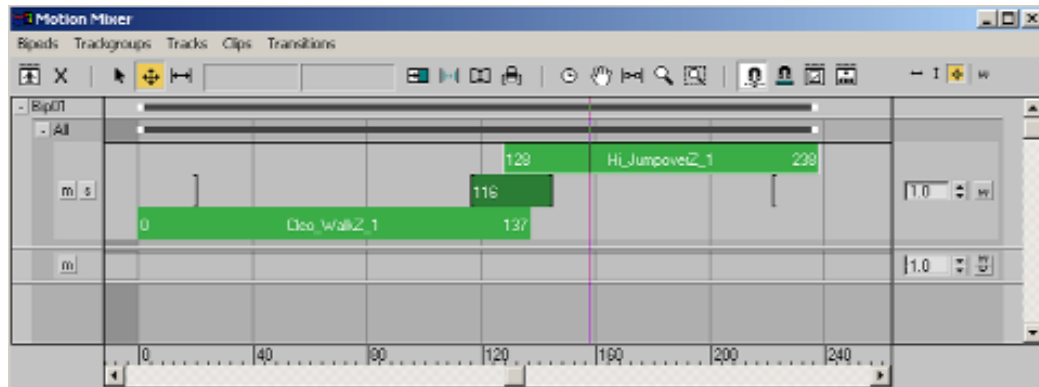 Motion Mixer
Bipeds Trackgroups Tracks Clips Transitions
X
Bip01
All
128 Hi_JumpoverZ_1 238
m s 116 1.0
0 Cleo_WalkZ_1 137
m 1.0
0 40 80 120 160 200 240